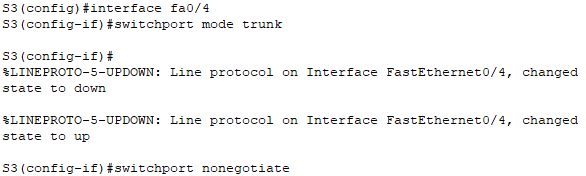 S3(config)#interface fa0/4
S3(config-if)#switchport mode trunk
S3(config-if)#
%LINEPROTO-5-UPDOWN: Line protocol on Interface FastEthernet0/4, changed
state to down
%LINEPROTO-5-UPDOWN: Line protocol on Interface FastEthernet0/4, changed
state to up
S3(config-if)#switchport nonegotiate